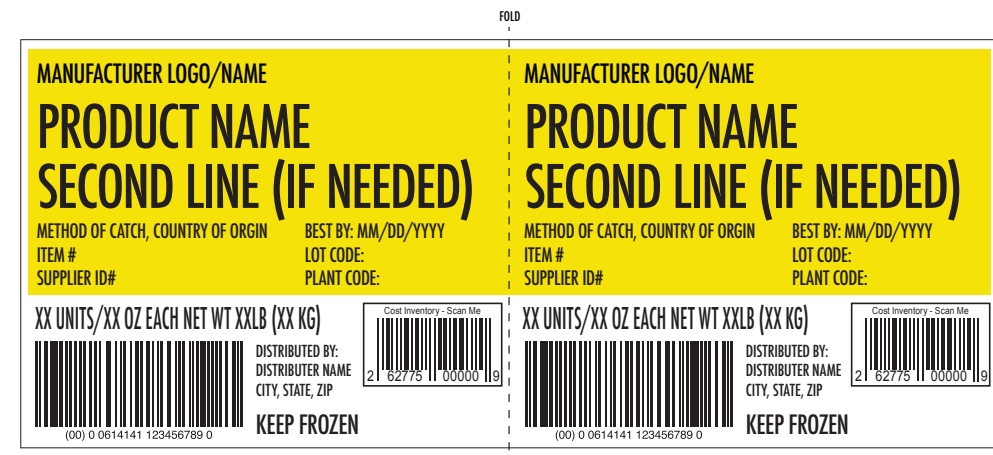 FOLD
MANUFACTURER LOGO/NAME
PRODUCT NAME
SECOND LINE (IF NEEDED)
METHOD OF CATCH, COUNTRY OF ORGIN
BEST BY: MM/DD/YYYY
ITEM #
LOT CODE:
SUPPLIER ID#
PLANT CODE:
XX UNITS/XX OZ EACH NET WT XXLB (XX KG)
Cost Inventory - Scan Me
2 62775 00000 9
DISTRIBUTED BY:
DISTRIBUTER NAME
CITY, STATE, ZIP
KEEP FROZEN
(00) 0 0614141 123456789 0
MANUFACTURER LOGO/NAME
PRODUCT NAME
SECOND LINE (IF NEEDED)
METHOD OF CATCH, COUNTRY OF ORGIN
BEST BY: MM/DD/YYYY
ITEM #
LOT CODE:
SUPPLIER ID#
PLANT CODE:
XX UNITS/XX OZ EACH NET WT XXLB (XX KG)
Cost Inventory - Scan Me
2 62775 00000 9
DISTRIBUTED BY:
DISTRIBUTER NAME
CITY, STATE, ZIP
KEEP FROZEN
(00) 0 0614141 123456789 0